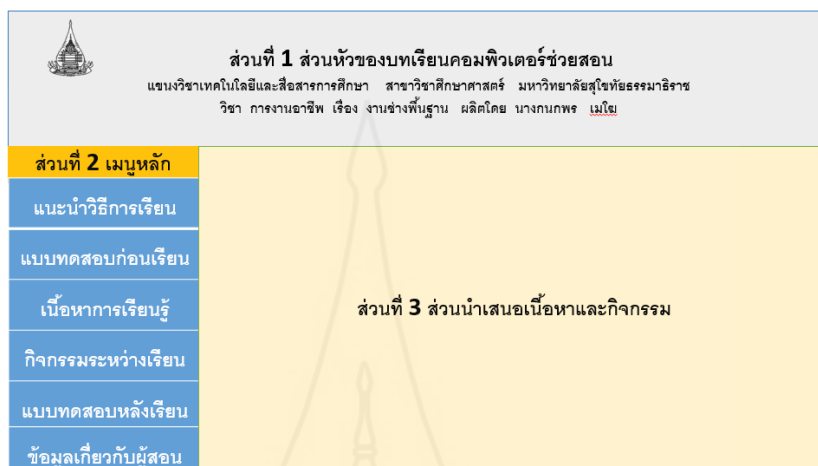 ส่วนที่ 1 ส่วนหัวของบทเรียนคอมพิวเตอร์ช่วยสอน
แขนงวิชาเทคโนโลยีและสื่อสารการศึกษา สาขาวิชาศึกษาศาสตร์ มหาวิทยาลัยสุโขทัยธรรมาธิราช
วิชา การงานอาชีพ เรื่อง งานช่างพื้นฐาน ผลิตโดย นางกนกพร เมโฆ
ส่วนที่ 2 เมนูหลัก
แนะนำวิธีการเรียน
แบบทดสอบก่อนเรียน
เนื้อหาการเรียนรู้
กิจกรรมระหว่างเรียน
แบบทดสอบหลังเรียน
ข้อมูลเกี่ยวกับผู้สอน
ส่วนที่ 3 ส่วนนำเสนอเนื้อหาและกิจกรรม